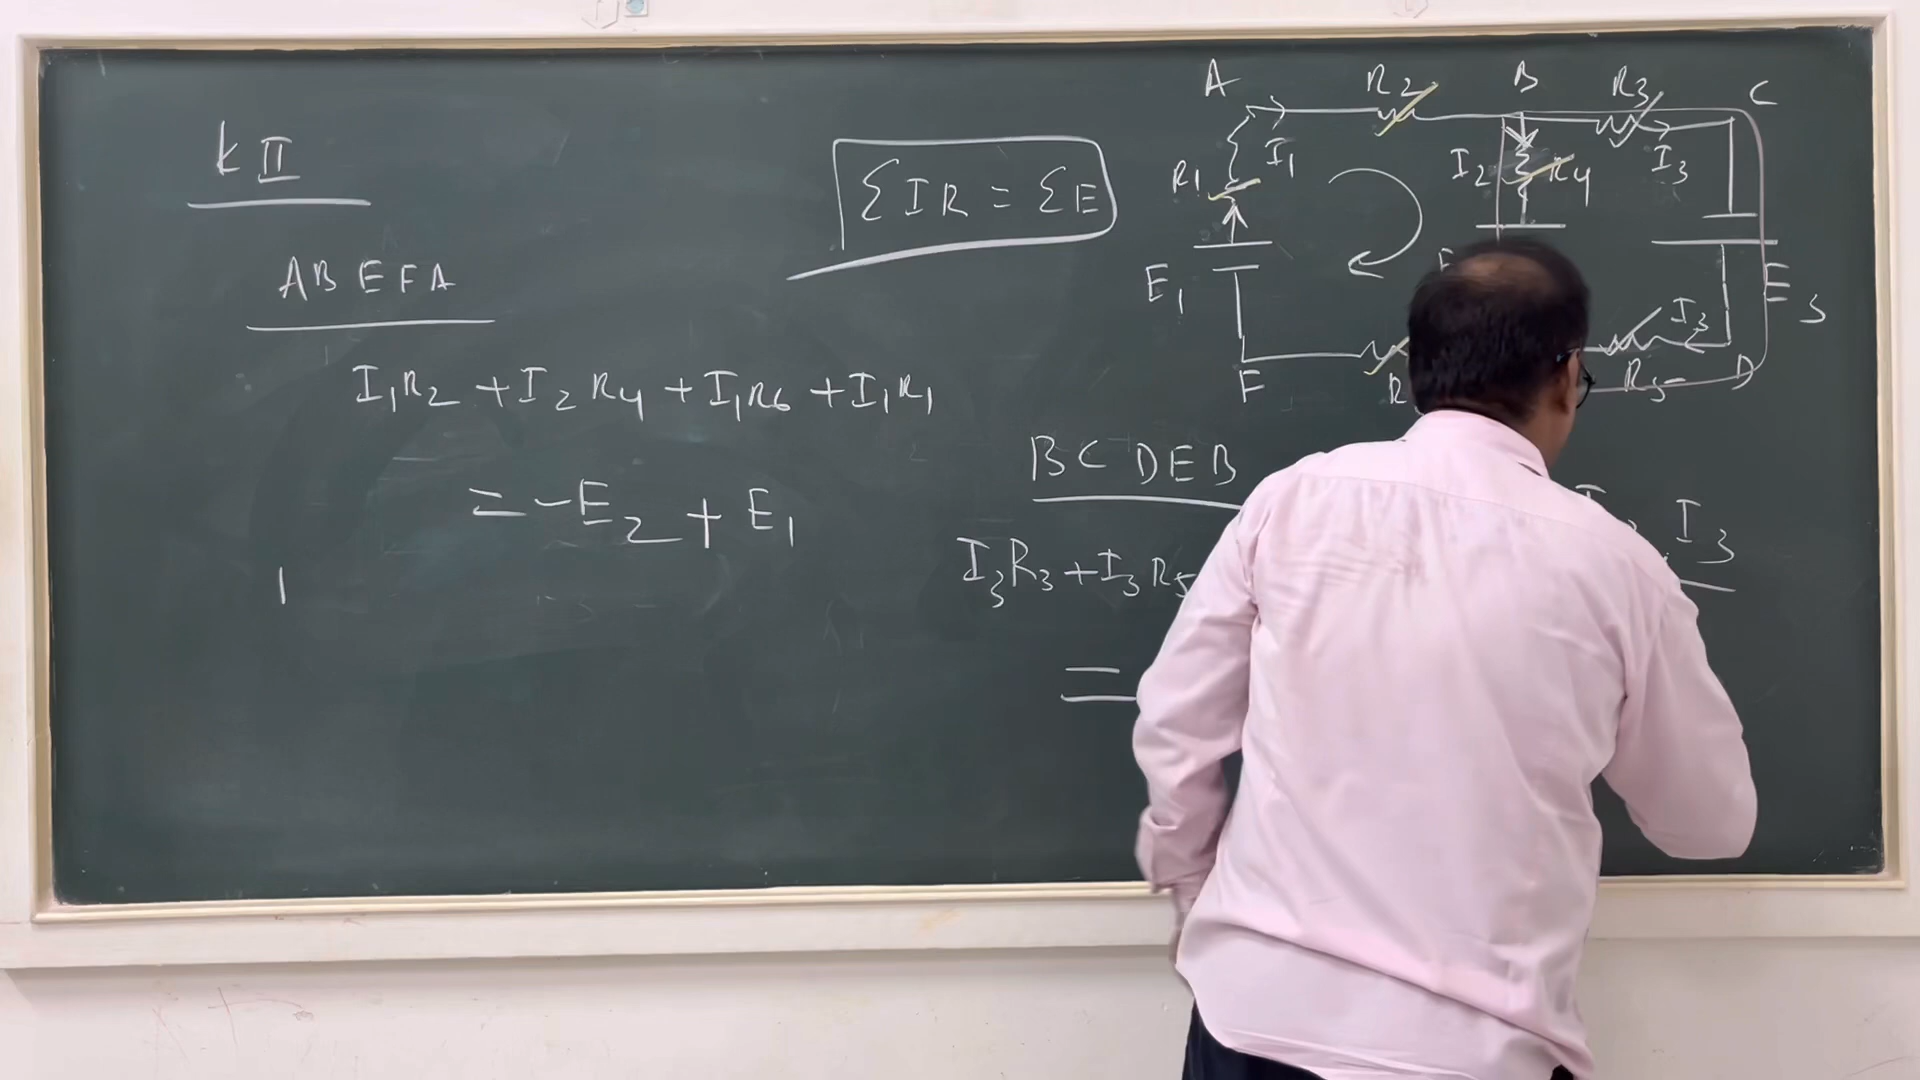 K II
ABEFA
I₁R₂ + I₂R₄ + I₁R₆ + I₁R₁
= -E₂ + E₁
ΣIR = ΣE
A R₂ B R₃ C
R₁ I₁ I₂ R₄ I₃
E₁ E₃
I₃
F R₅ D
BCDEB
I₃R₃ + I₃R₅
I₃
=